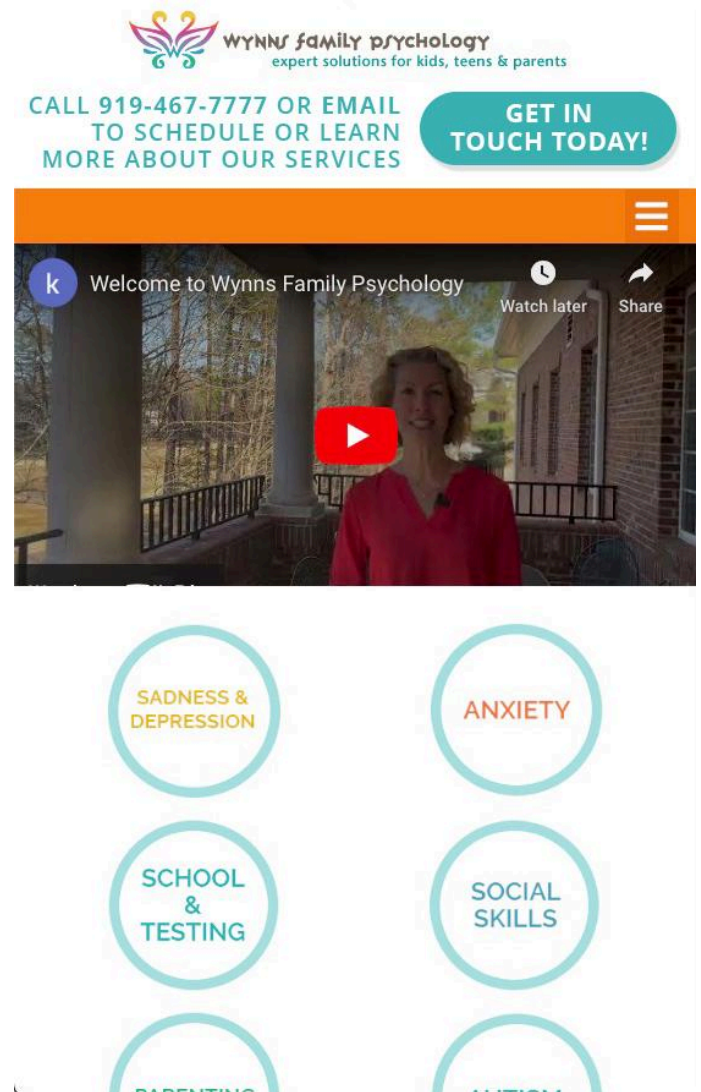 wynns family psychology
expert solutions for kids, teens & parents
CALL 919-467-7777 OR EMAIL
TO SCHEDULE OR LEARN
MORE ABOUT OUR SERVICES
GET IN
TOUCH TODAY!
k
Welcome to Wynns Family Psychology
Watch later
Share
SADNESS &
DEPRESSION
ANXIETY
SCHOOL
&
TESTING
SOCIAL
SKILLS
PARENTING
AUTISM